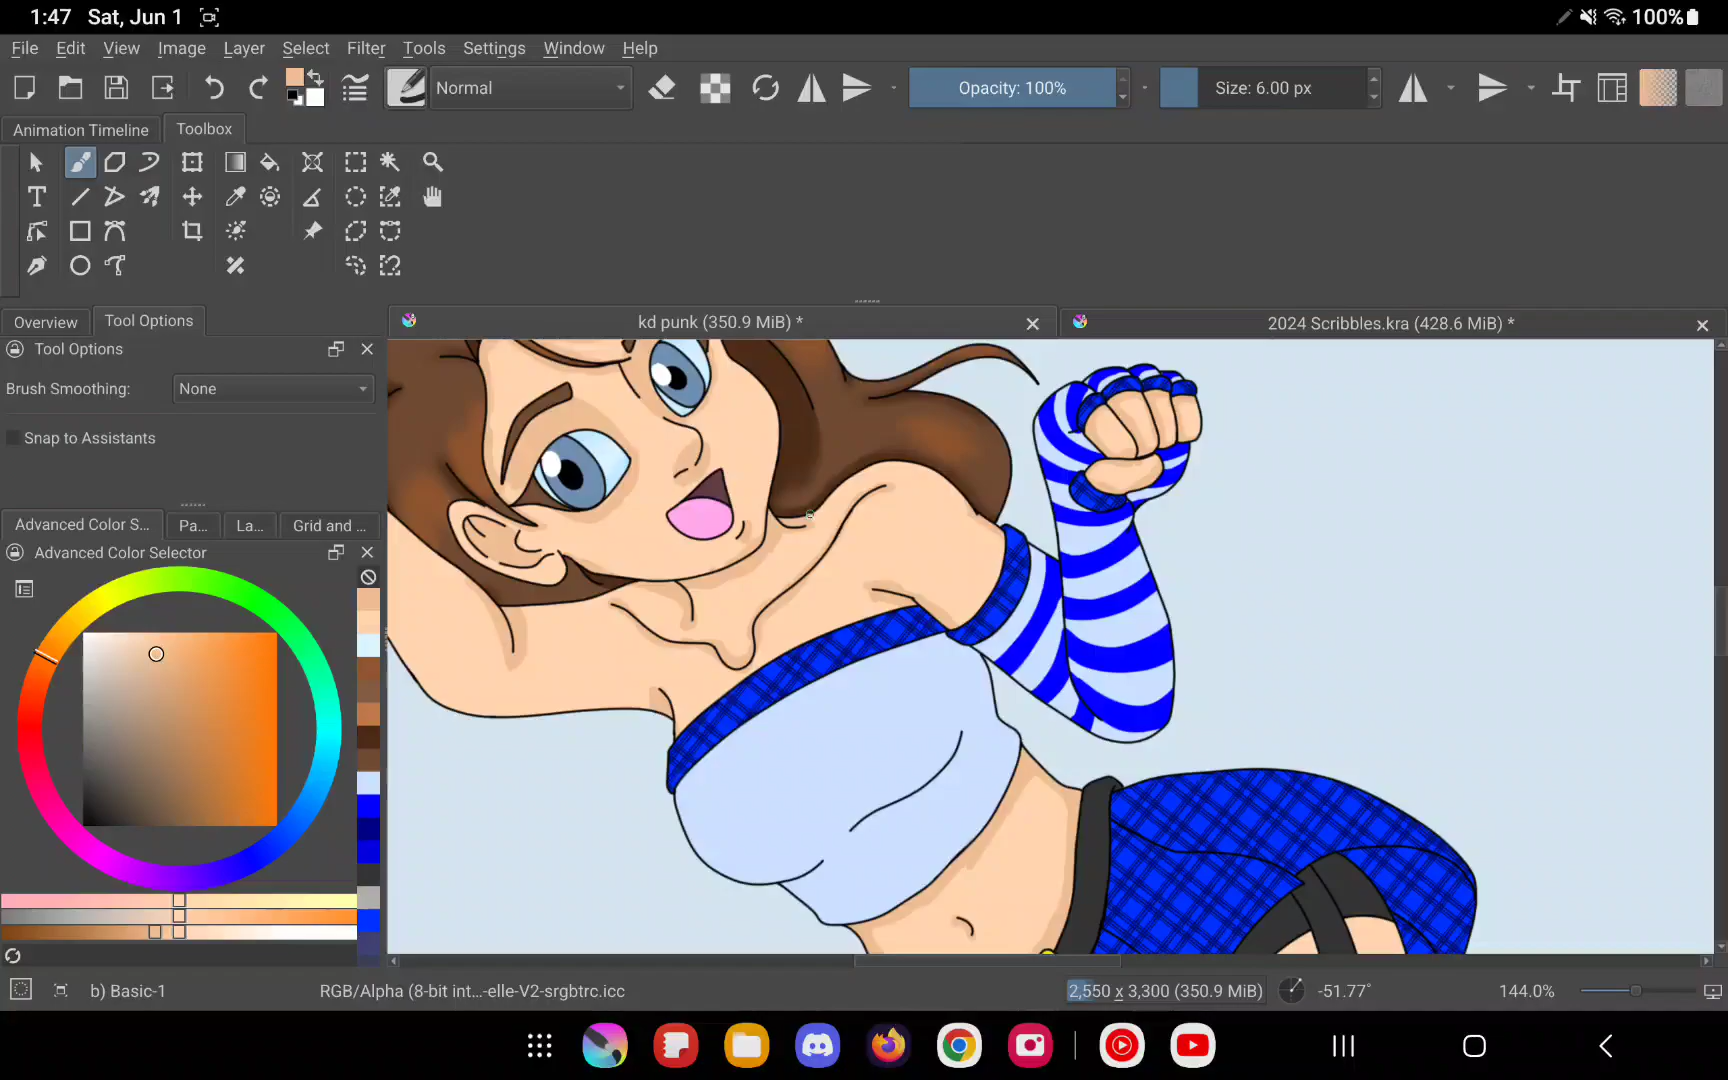 1:47 Sat, Jun 1
100%
File Edit View Image Layer Select Filter Tools Settings Window Help
Normal
Opacity: 100%
Size: 6.00 px
Animation Timeline
Toolbox
Overview
Tool Options
kd punk (350.9 MiB) *
2024 Scribbles.kra (428.6 MiB) *
Tool Options
Brush Smoothing:
None
Snap to Assistants
Advanced Color S...
Pa...
La...
Grid and ...
Advanced Color Selector
b) Basic-1
RGB/Alpha (8-bit int...-elle-V2-srgbtrc.icc
2,550 x 3,300 (350.9 MiB)
-51.77°
144.0%